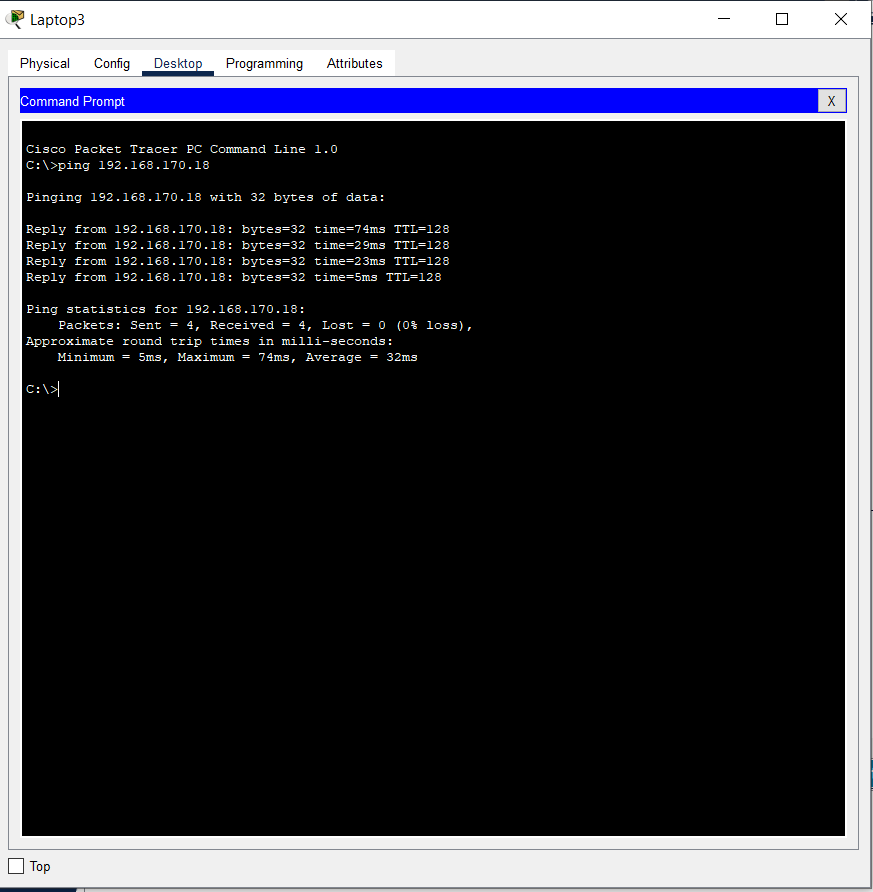 Laptop3
Physical Config Desktop Programming Attributes
Command Prompt X
Cisco Packet Tracer PC Command Line 1.0
C:\>ping 192.168.170.18
Pinging 192.168.170.18 with 32 bytes of data:
Reply from 192.168.170.18: bytes=32 time=74ms TTL=128
Reply from 192.168.170.18: bytes=32 time=29ms TTL=128
Reply from 192.168.170.18: bytes=32 time=23ms TTL=128
Reply from 192.168.170.18: bytes=32 time=5ms TTL=128
Ping statistics for 192.168.170.18:
Packets: Sent = 4, Received = 4, Lost = 0 (0% loss),
Approximate round trip times in milli-seconds:
Minimum = 5ms, Maximum = 74ms, Average = 32ms
C:\>
Top